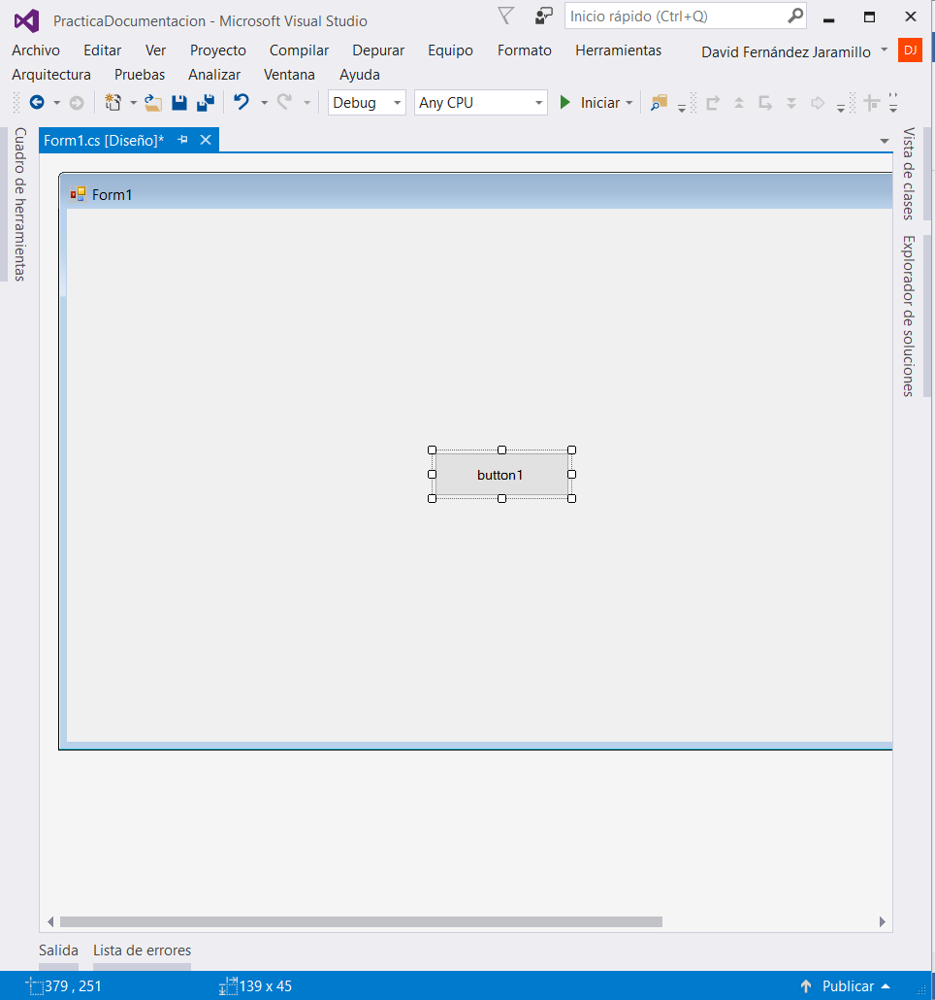 PracticaDocumentacion - Microsoft Visual Studio
Inicio rápido (Ctrl+Q)
Archivo Editar Ver Proyecto Compilar Depurar Equipo Formato Herramientas David Fernández Jaramillo DJ
Arquitectura Pruebas Analizar Ventana Ayuda
Debug Any CPU Iniciar
Cuadro de herramientas
Form1.cs [Diseño]*
Vista de clases
Explorador de soluciones
Form1
button1
Salida Lista de errores
379 , 251 139 x 45 Publicar